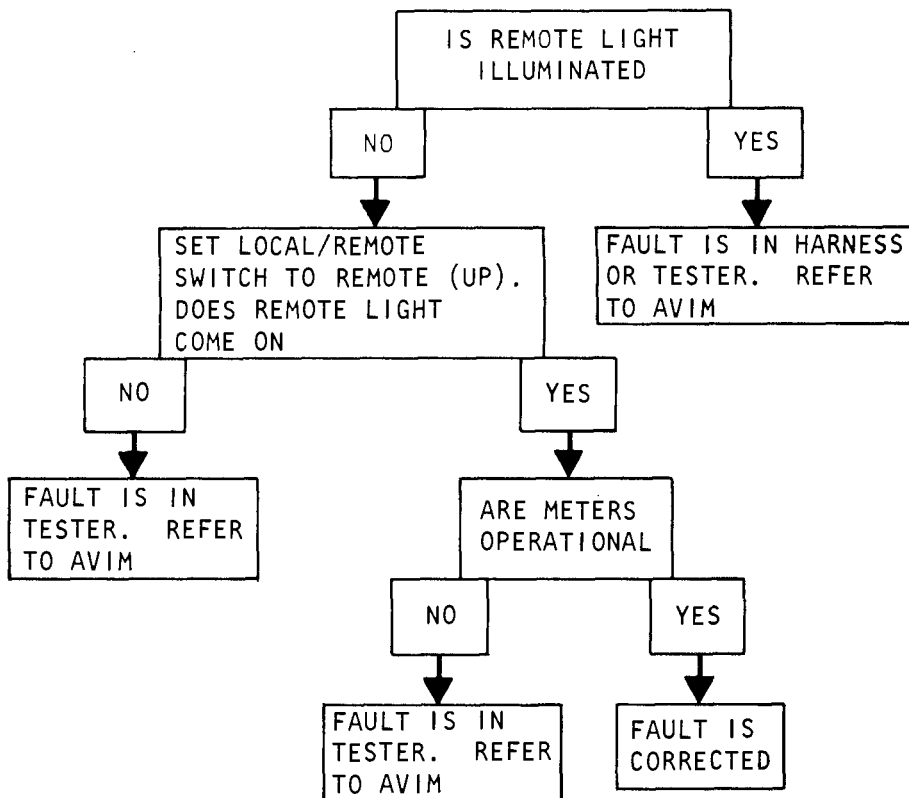 IS REMOTE LIGHT
ILLUMINATED
NO
YES
SET LOCAL/REMOTE
SWITCH TO REMOTE (UP).
DOES REMOTE LIGHT
COME ON
FAULT IS IN HARNESS
OR TESTER. REFER
TO AVIM
NO
YES
FAULT IS IN
TESTER. REFER
TO AVIM
ARE METERS
OPERATIONAL
NO
YES
FAULT IS IN
TESTER. REFER
TO AVIM
FAULT IS
CORRECTED